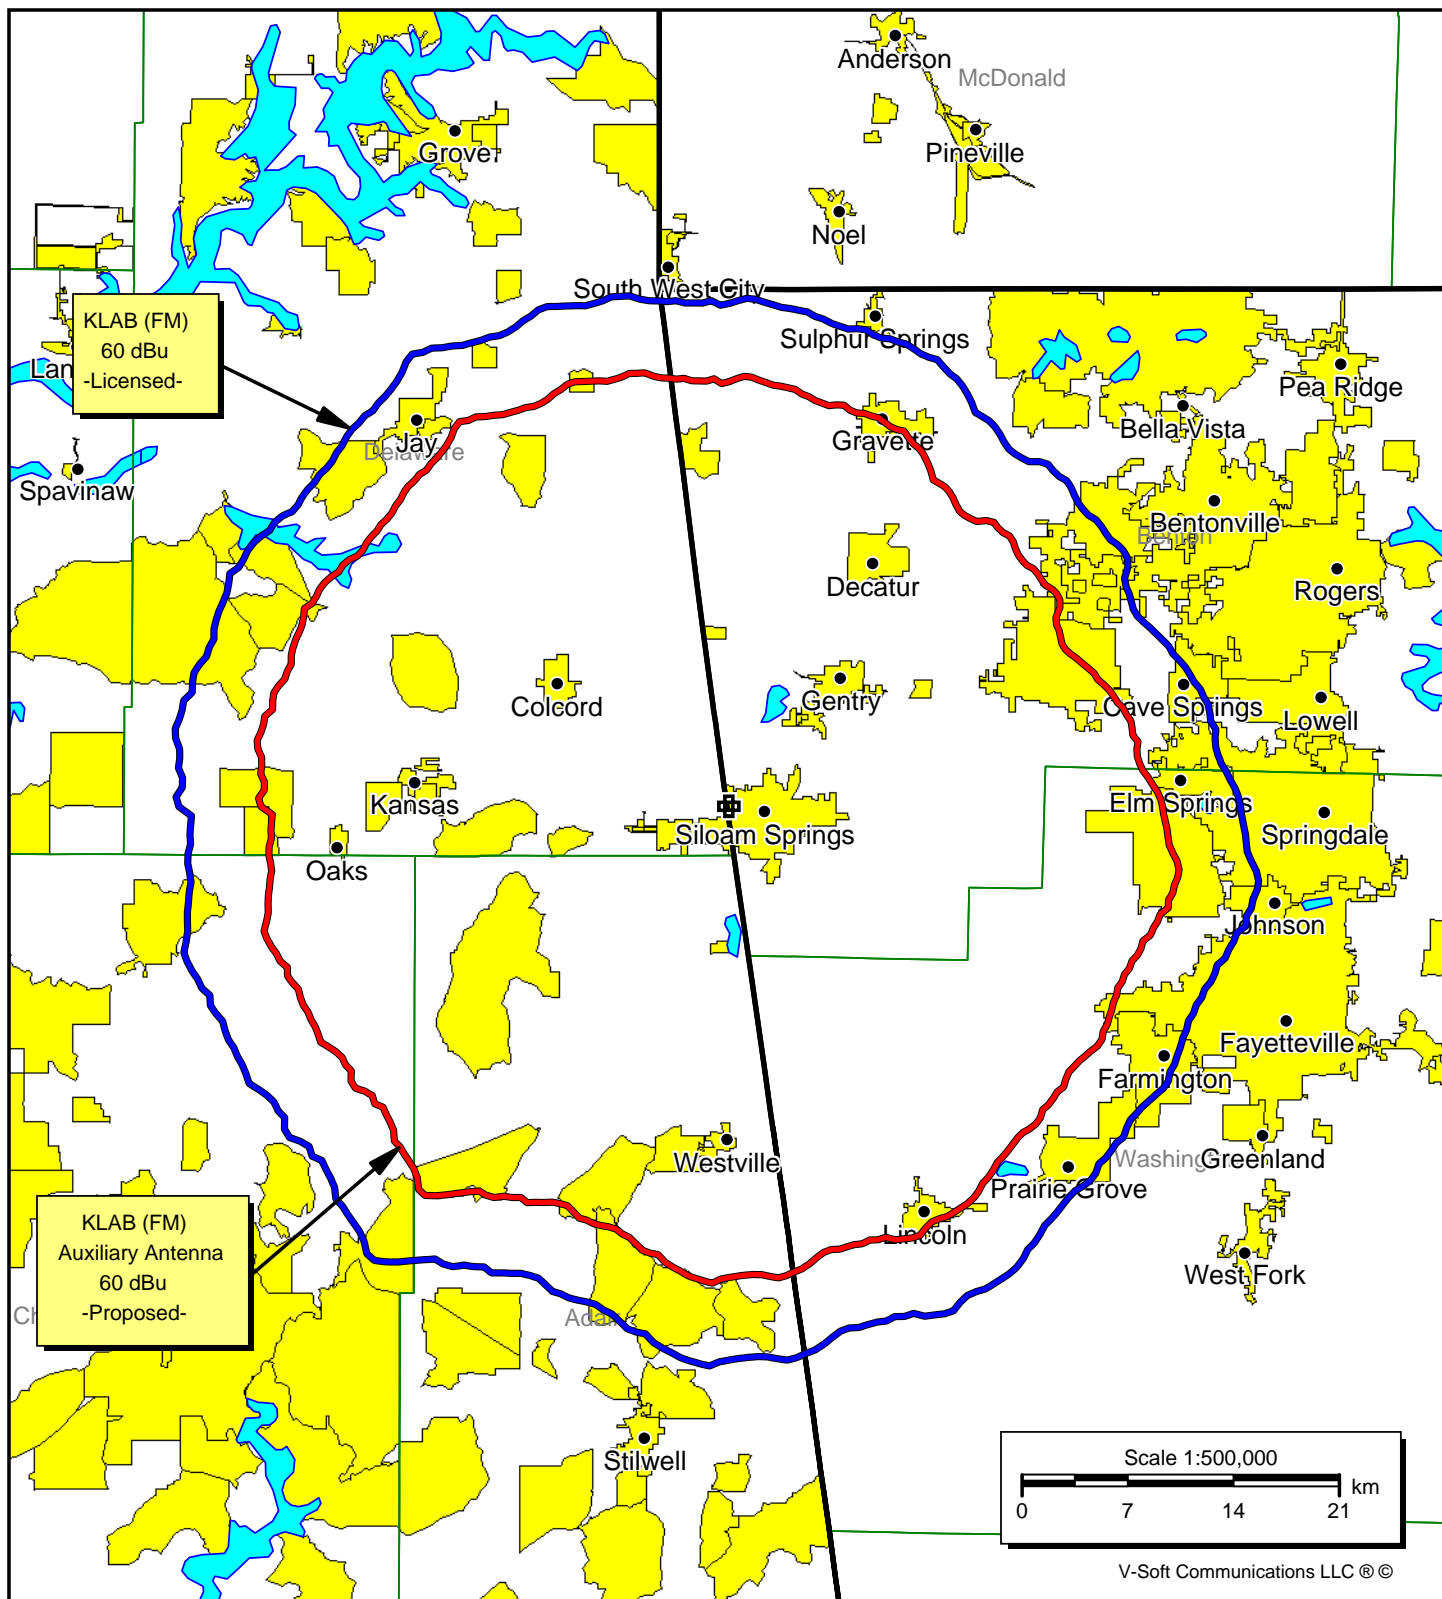 Anderson
McDonald
Grove
Pineville
Noel
South West City
KLAB (FM)
60 dBu
-Licensed-
Sulphur Springs
Lan
Pea Ridge
Bella Vista
Jay
Delaware
Gravette
Spavinaw
Bentonville
Benton
Decatur
Rogers
Colcord
Gentry
Cave Springs
Lowell
Kansas
Elm Springs
Siloam Springs
Springdale
Oaks
Johnson
Fayetteville
Farmington
Westville
Washing
Greenland
Prairie Grove
KLAB (FM)
Auxiliary Antenna
60 dBu
-Proposed-
Lincoln
West Fork
Ch
Adair
Stilwell
Scale 1:500,000
km
0 7 14 21
V-Soft Communications LLC ® ©